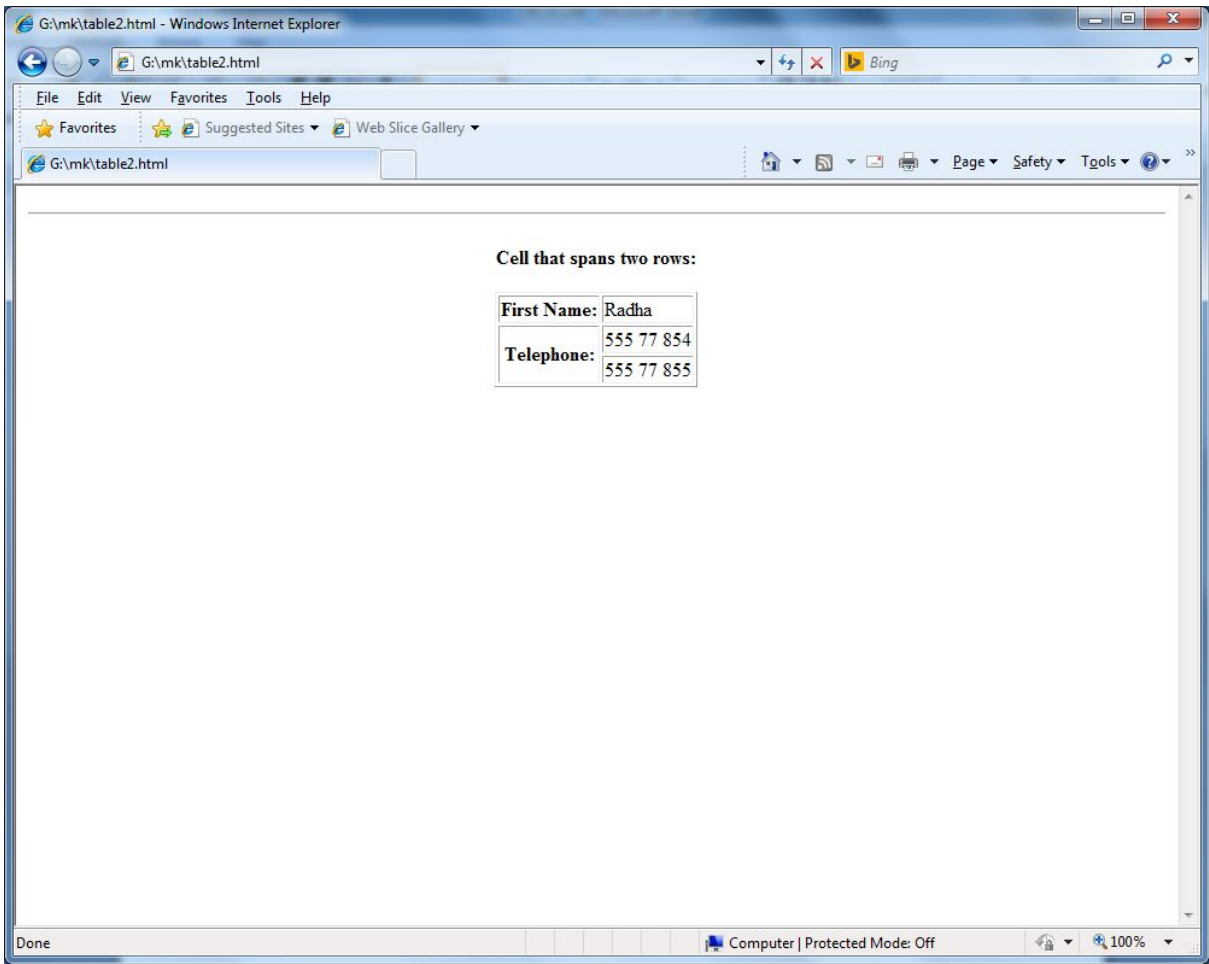 G:\mk\table2.html - Windows Internet Explorer
G:\mk\table2.html
Bing
File Edit View Favorites Tools Help
Favorites Suggested Sites Web Slice Gallery
G:\mk\table2.html
Page Safety Tools
Cell that spans two rows:
First Name: Radha
Telephone: 555 77 854
555 77 855
Done
Computer | Protected Mode: Off
100%